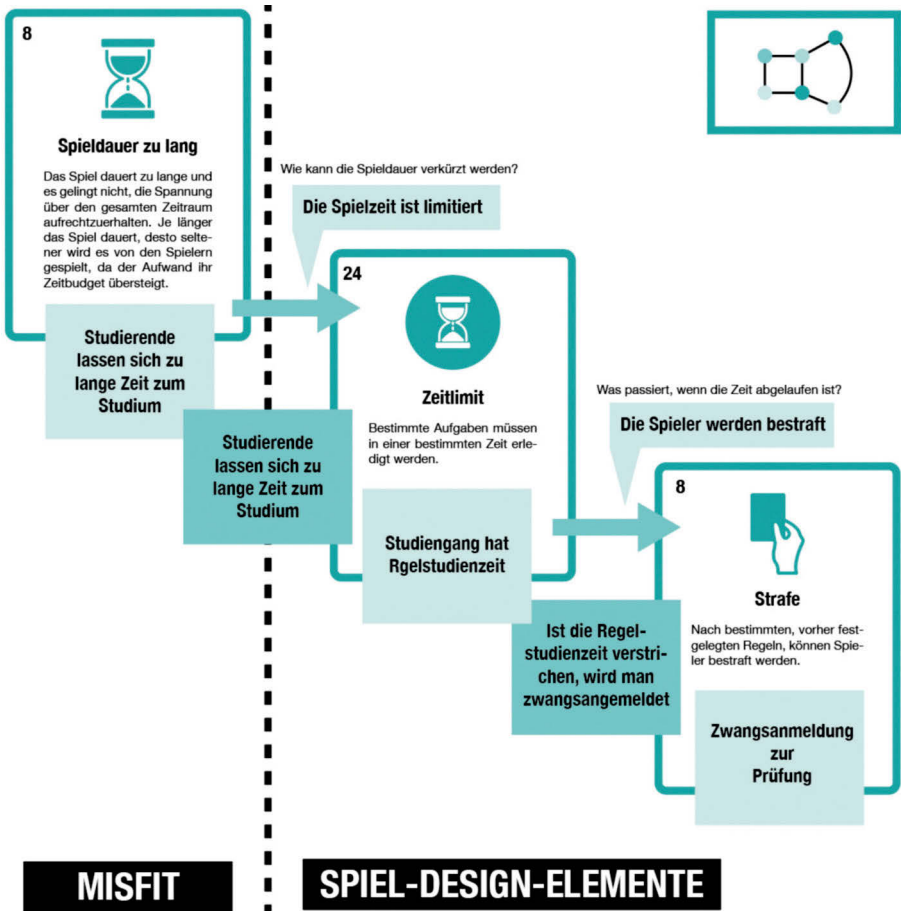 8
Spieldauer zu lang
Das Spiel dauert zu lange und
es gelingt nicht, die Spannung
über den gesamten Zeitraum
aufrechtzuerhalten. Je länger
das Spiel dauert, desto selte-
ner wird es von den Spielern
gespielt, da der Aufwand ihr
Zeitbudget übersteigt.
Studierende
lassen sich zu
lange Zeit zum
Studium
Wie kann die Spieldauer verkürzt werden?
Die Spielzeit ist limitiert
Studierende
lassen sich zu
lange Zeit zum
Studium
24
Zeitlimit
Bestimmte Aufgaben müssen
in einer bestimmten Zeit erle-
digt werden.
Studiengang hat
Rgelstudienzeit
Was passiert, wenn die Zeit abgelaufen ist?
Die Spieler werden bestraft
Ist die Regel-
studienzeit verstri-
chen, wird man
zwangsangemeldet
8
Strafe
Nach bestimmten, vorher fest-
gelegten Regeln, können Spie-
ler bestraft werden.
Zwangsanmeldung
zur
Prüfung
MISFIT
SPIEL-DESIGN-ELEMENTE